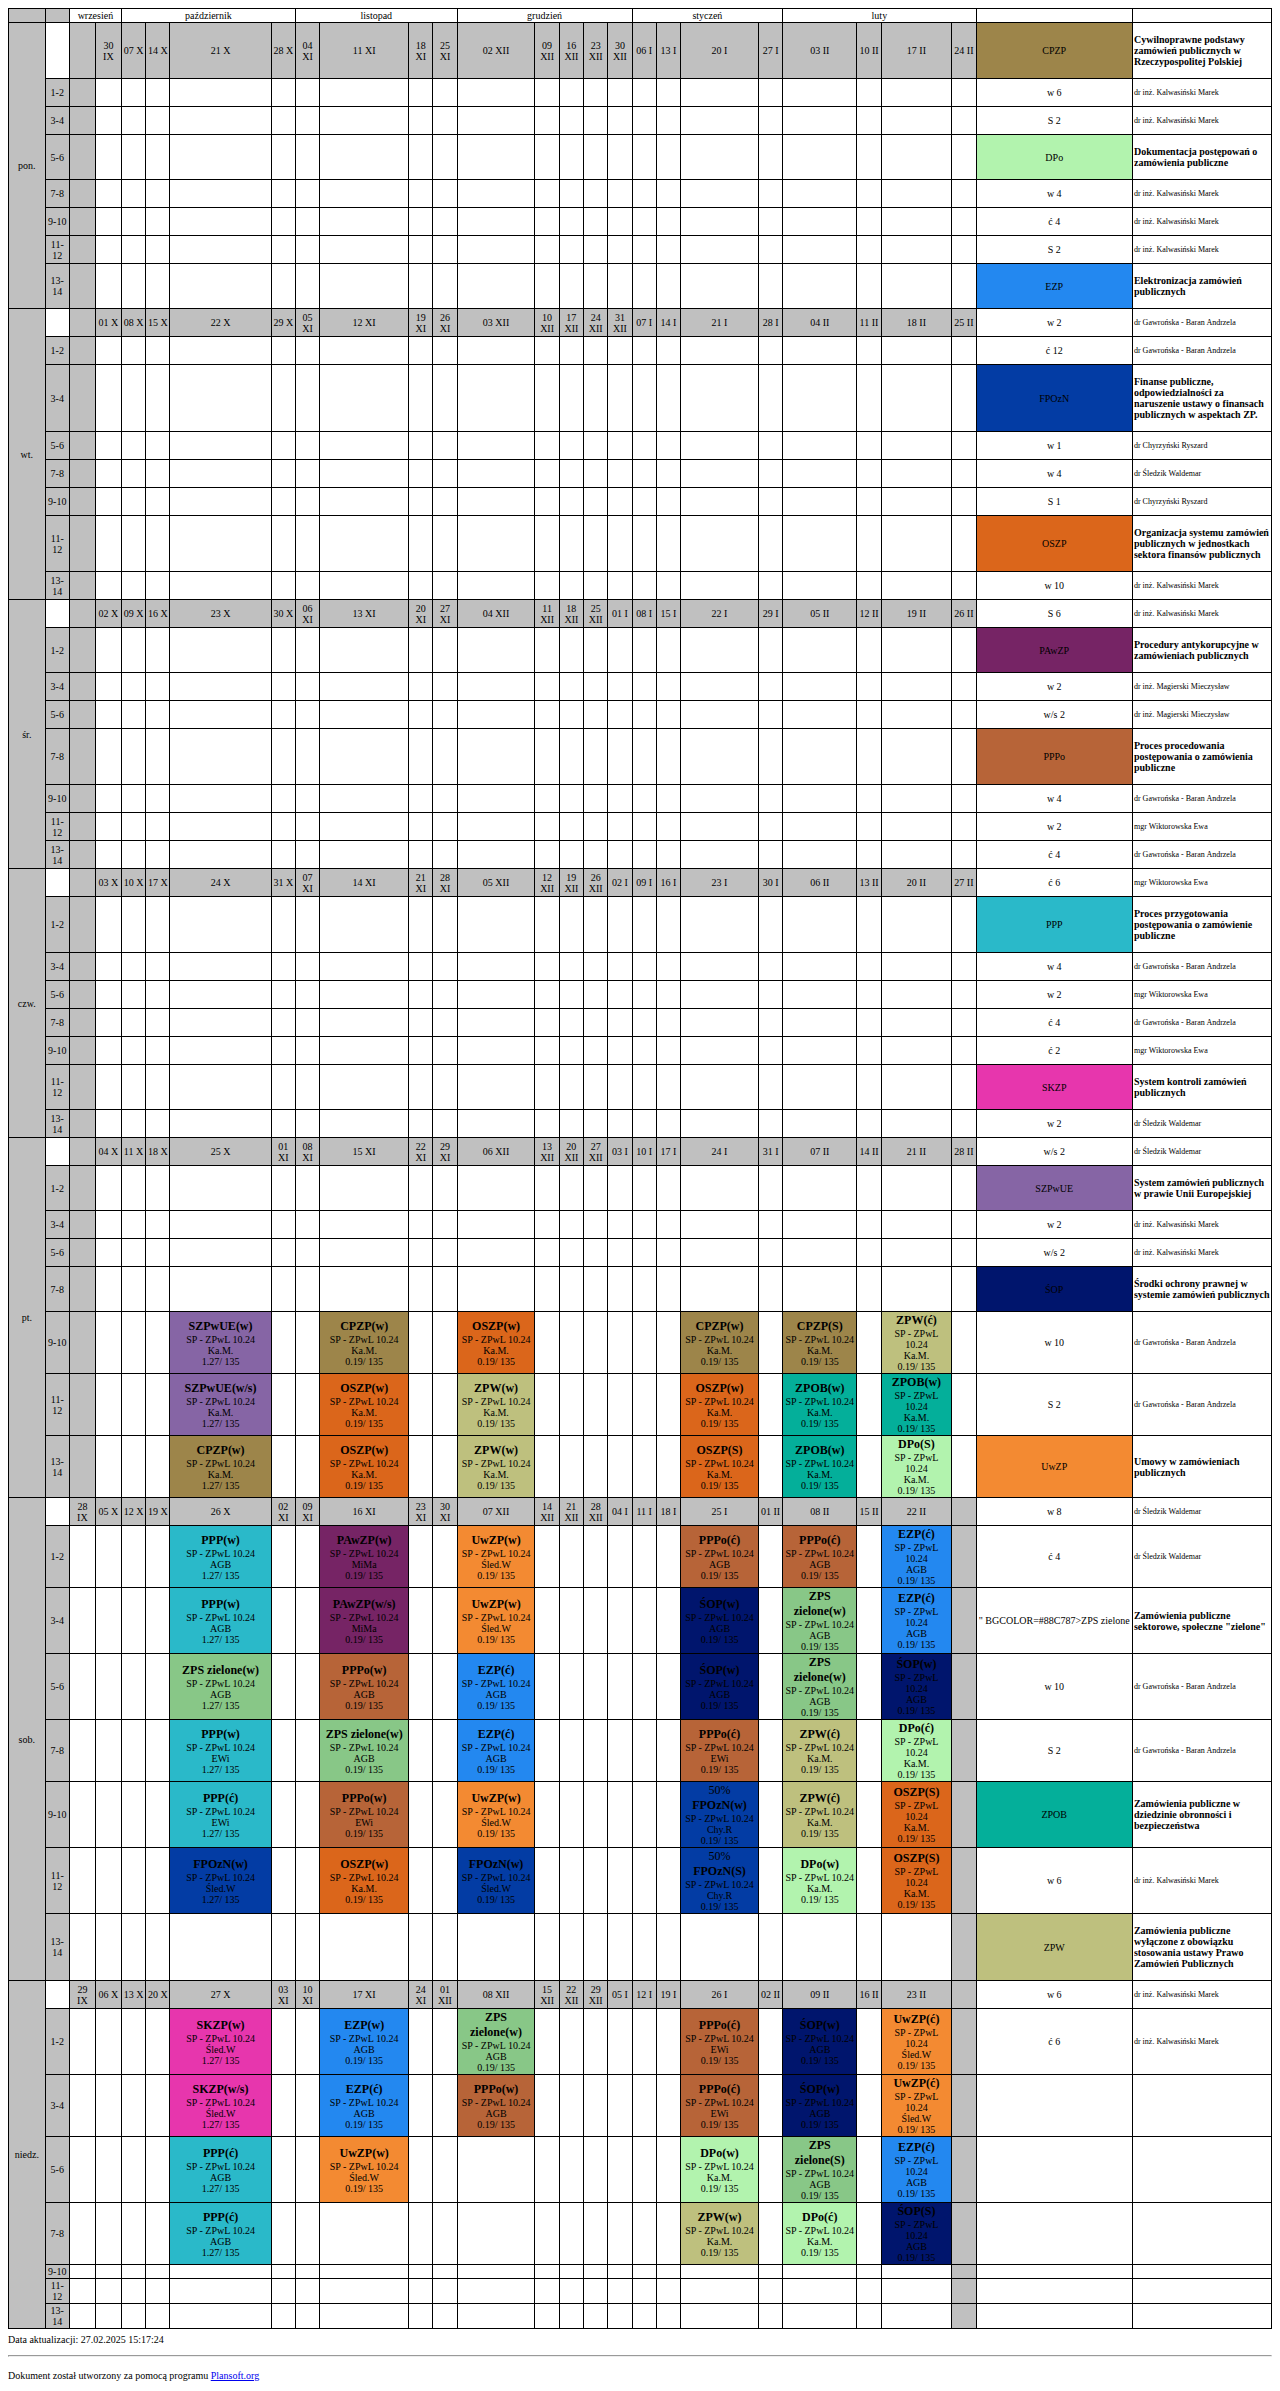 wrzesień październik listopad grudzień styczeń luty
pon. 30 IX 07 X 14 X 21 X 28 X 04 XI 11 XI 18 XI 25 XI 02 XII 09 XII 16 XII 23 XII 30 XII 06 I 13 I 20 I 27 I 03 II 10 II 17 II 24 II CPZP Cywilnoprawne podstawy zamówień publicznych w Rzeczypospolitej Polskiej
1-2 w 6 dr inż. Kalwasiński Marek
3-4 S 2 dr inż. Kalwasiński Marek
5-6 DPo Dokumentacja postępowań o zamówienia publiczne
7-8 w 4 dr inż. Kalwasiński Marek
9-10 ć 4 dr inż. Kalwasiński Marek
11-12 S 2 dr inż. Kalwasiński Marek
13-14 EZP Elektronizacja zamówień publicznych
wt. 01 X 08 X 15 X 22 X 29 X 05 XI 12 XI 19 XI 26 XI 03 XII 10 XII 17 XII 24 XII 31 XII 07 I 14 I 21 I 28 I 04 II 11 II 18 II 25 II w 2 dr Gawrońska - Baran Andrzela
1-2 ć 12 dr Gawrońska - Baran Andrzela
3-4 FPOzN Finanse publiczne, odpowiedzialności za naruszenie ustawy o finansach publicznych w aspektach ZP.
5-6 w 1 dr Chyrzyński Ryszard
7-8 w 4 dr Śledzik Waldemar
9-10 S 1 dr Chyrzyński Ryszard
11-12 OSZP Organizacja systemu zamówień publicznych w jednostkach sektora finansów publicznych
13-14 w 10 dr inż. Kalwasiński Marek
śr. 02 X 09 X 16 X 23 X 30 X 06 XI 13 XI 20 XI 27 XI 04 XII 11 XII 18 XII 25 XII 01 I 08 I 15 I 22 I 29 I 05 II 12 II 19 II 26 II S 6 dr inż. Kalwasiński Marek
1-2 PAwZP Procedury antykorupcyjne w zamówieniach publicznych
3-4 w 2 dr inż. Magierski Mieczysław
5-6 w/s 2 dr inż. Magierski Mieczysław
7-8 PPPo Proces procedowania postępowania o zamówienia publiczne
9-10 w 4 dr Gawrońska - Baran Andrzela
11-12 w 2 mgr Wiktorowska Ewa
13-14 ć 4 dr Gawrońska - Baran Andrzela
czw. 03 X 10 X 17 X 24 X 31 X 07 XI 14 XI 21 XI 28 XI 05 XII 12 XII 19 XII 26 XII 02 I 09 I 16 I 23 I 30 I 06 II 13 II 20 II 27 II ć 6 mgr Wiktorowska Ewa
1-2 PPP Proces przygotowania postępowania o zamówienie publiczne
3-4 w 4 dr Gawrońska - Baran Andrzela
5-6 w 2 mgr Wiktorowska Ewa
7-8 ć 4 dr Gawrońska - Baran Andrzela
9-10 ć 2 mgr Wiktorowska Ewa
11-12 SKZP System kontroli zamówień publicznych
13-14 w 2 dr Śledzik Waldemar
pt. 04 X 11 X 18 X 25 X 01 XI 08 XI 15 XI 22 XI 29 XI 06 XII 13 XII 20 XII 27 XII 03 I 10 I 17 I 24 I 31 I 07 II 14 II 21 II 28 II w/s 2 dr Śledzik Waldemar
1-2 SZPwUE System zamówień publicznych w prawie Unii Europejskiej
3-4 w 2 dr inż. Kalwasiński Marek
5-6 w/s 2 dr inż. Kalwasiński Marek
7-8 ŚOP Środki ochrony prawnej w systemie zamówień publicznych
9-10 SZPwUE(w) SP - ZPwL 10.24 Ka.M. 1.27/ 135 CPZP(w) SP - ZPwL 10.24 Ka.M. 0.19/ 135 OSZP(w) SP - ZPwL 10.24 Ka.M. 0.19/ 135 CPZP(w) SP - ZPwL 10.24 Ka.M. 0.19/ 135 CPZP(S) SP - ZPwL 10.24 Ka.M. 0.19/ 135 ZPW(ć) SP - ZPwL 10.24 Ka.M. 0.19/ 135 w 10 dr Gawrońska - Baran Andrzela
11-12 SZPwUE(w/s) SP - ZPwL 10.24 Ka.M. 1.27/ 135 OSZP(w) SP - ZPwL 10.24 Ka.M. 0.19/ 135 ZPW(w) SP - ZPwL 10.24 Ka.M. 0.19/ 135 OSZP(w) SP - ZPwL 10.24 Ka.M. 0.19/ 135 ZPOB(w) SP - ZPwL 10.24 Ka.M. 0.19/ 135 ZPOB(w) SP - ZPwL 10.24 Ka.M. 0.19/ 135 S 2 dr Gawrońska - Baran Andrzela
13-14 CPZP(w) SP - ZPwL 10.24 Ka.M. 1.27/ 135 OSZP(w) SP - ZPwL 10.24 Ka.M. 0.19/ 135 ZPW(w) SP - ZPwL 10.24 Ka.M. 0.19/ 135 OSZP(S) SP - ZPwL 10.24 Ka.M. 0.19/ 135 ZPOB(w) SP - ZPwL 10.24 Ka.M. 0.19/ 135 DPo(S) SP - ZPwL 10.24 Ka.M. 0.19/ 135 UwZP Umowy w zamówieniach publicznych
sob. 28 IX 05 X 12 X 19 X 26 X 02 XI 09 XI 16 XI 23 XI 30 XI 07 XII 14 XII 21 XII 28 XII 04 I 11 I 18 I 25 I 01 II 08 II 15 II 22 II w 8 dr Śledzik Waldemar
1-2 PPP(w) SP - ZPwL 10.24 AGB 1.27/ 135 PAwZP(w) SP - ZPwL 10.24 MiMa 0.19/ 135 UwZP(w) SP - ZPwL 10.24 Śled.W 0.19/ 135 PPPo(ć) SP - ZPwL 10.24 AGB 0.19/ 135 PPPo(ć) SP - ZPwL 10.24 AGB 0.19/ 135 EZP(ć) SP - ZPwL 10.24 AGB 0.19/ 135 ć 4 dr Śledzik Waldemar
3-4 PPP(w) SP - ZPwL 10.24 AGB 1.27/ 135 PAwZP(w/s) SP - ZPwL 10.24 MiMa 0.19/ 135 UwZP(w) SP - ZPwL 10.24 Śled.W 0.19/ 135 ŚOP(w) SP - ZPwL 10.24 AGB 0.19/ 135 ZPS zielone(w) SP - ZPwL 10.24 AGB 0.19/ 135 EZP(ć) SP - ZPwL 10.24 AGB 0.19/ 135 " BGCOLOR=#88C787>ZPS zielone Zamówienia publiczne sektorowe, społeczne "zielone"
5-6 ZPS zielone(w) SP - ZPwL 10.24 AGB 1.27/ 135 PPPo(w) SP - ZPwL 10.24 AGB 0.19/ 135 EZP(ć) SP - ZPwL 10.24 AGB 0.19/ 135 ŚOP(w) SP - ZPwL 10.24 AGB 0.19/ 135 ZPS zielone(w) SP - ZPwL 10.24 AGB 0.19/ 135 ŚOP(w) SP - ZPwL 10.24 AGB 0.19/ 135 w 10 dr Gawrońska - Baran Andrzela
7-8 PPP(w) SP - ZPwL 10.24 EWi 1.27/ 135 ZPS zielone(w) SP - ZPwL 10.24 AGB 0.19/ 135 EZP(ć) SP - ZPwL 10.24 AGB 0.19/ 135 PPPo(ć) SP - ZPwL 10.24 EWi 0.19/ 135 ZPW(ć) SP - ZPwL 10.24 Ka.M. 0.19/ 135 DPo(ć) SP - ZPwL 10.24 Ka.M. 0.19/ 135 S 2 dr Gawrońska - Baran Andrzela
9-10 PPP(ć) SP - ZPwL 10.24 EWi 1.27/ 135 PPPo(w) SP - ZPwL 10.24 EWi 0.19/ 135 UwZP(w) SP - ZPwL 10.24 Śled.W 0.19/ 135 50% FPOzN(w) SP - ZPwL 10.24 Chy.R 0.19/ 135 ZPW(ć) SP - ZPwL 10.24 Ka.M. 0.19/ 135 OSZP(S) SP - ZPwL 10.24 Ka.M. 0.19/ 135 ZPOB Zamówienia publiczne w dziedzinie obronności i bezpieczeństwa
11-12 FPOzN(w) SP - ZPwL 10.24 Śled.W 1.27/ 135 OSZP(w) SP - ZPwL 10.24 Ka.M. 0.19/ 135 FPOzN(w) SP - ZPwL 10.24 Śled.W 0.19/ 135 50% FPOzN(S) SP - ZPwL 10.24 Chy.R 0.19/ 135 DPo(w) SP - ZPwL 10.24 Ka.M. 0.19/ 135 OSZP(S) SP - ZPwL 10.24 Ka.M. 0.19/ 135 w 6 dr inż. Kalwasiński Marek
13-14 ZPW Zamówienia publiczne wyłączone z obowiązku stosowania ustawy Prawo Zamówień Publicznych
niedz. 29 IX 06 X 13 X 20 X 27 X 03 XI 10 XI 17 XI 24 XI 01 XII 08 XII 15 XII 22 XII 29 XII 05 I 12 I 19 I 26 I 02 II 09 II 16 II 23 II w 6 dr inż. Kalwasiński Marek
1-2 SKZP(w) SP - ZPwL 10.24 Śled.W 1.27/ 135 EZP(w) SP - ZPwL 10.24 AGB 0.19/ 135 ZPS zielone(w) SP - ZPwL 10.24 AGB 0.19/ 135 PPPo(ć) SP - ZPwL 10.24 EWi 0.19/ 135 ŚOP(w) SP - ZPwL 10.24 AGB 0.19/ 135 UwZP(ć) SP - ZPwL 10.24 Śled.W 0.19/ 135 ć 6 dr inż. Kalwasiński Marek
3-4 SKZP(w/s) SP - ZPwL 10.24 Śled.W 1.27/ 135 EZP(ć) SP - ZPwL 10.24 AGB 0.19/ 135 PPPo(w) SP - ZPwL 10.24 AGB 0.19/ 135 PPPo(ć) SP - ZPwL 10.24 EWi 0.19/ 135 ŚOP(w) SP - ZPwL 10.24 AGB 0.19/ 135 UwZP(ć) SP - ZPwL 10.24 Śled.W 0.19/ 135
5-6 PPP(ć) SP - ZPwL 10.24 AGB 1.27/ 135 UwZP(w) SP - ZPwL 10.24 Śled.W 0.19/ 135 DPo(w) SP - ZPwL 10.24 Ka.M. 0.19/ 135 ZPS zielone(S) SP - ZPwL 10.24 AGB 0.19/ 135 EZP(ć) SP - ZPwL 10.24 AGB 0.19/ 135
7-8 PPP(ć) SP - ZPwL 10.24 AGB 1.27/ 135 ZPW(w) SP - ZPwL 10.24 Ka.M. 0.19/ 135 DPo(ć) SP - ZPwL 10.24 Ka.M. 0.19/ 135 ŚOP(S) SP - ZPwL 10.24 AGB 0.19/ 135
9-10
11-12
13-14
Data aktualizacji: 27.02.2025 15:17:24
Dokument został utworzony za pomocą programu Plansoft.org